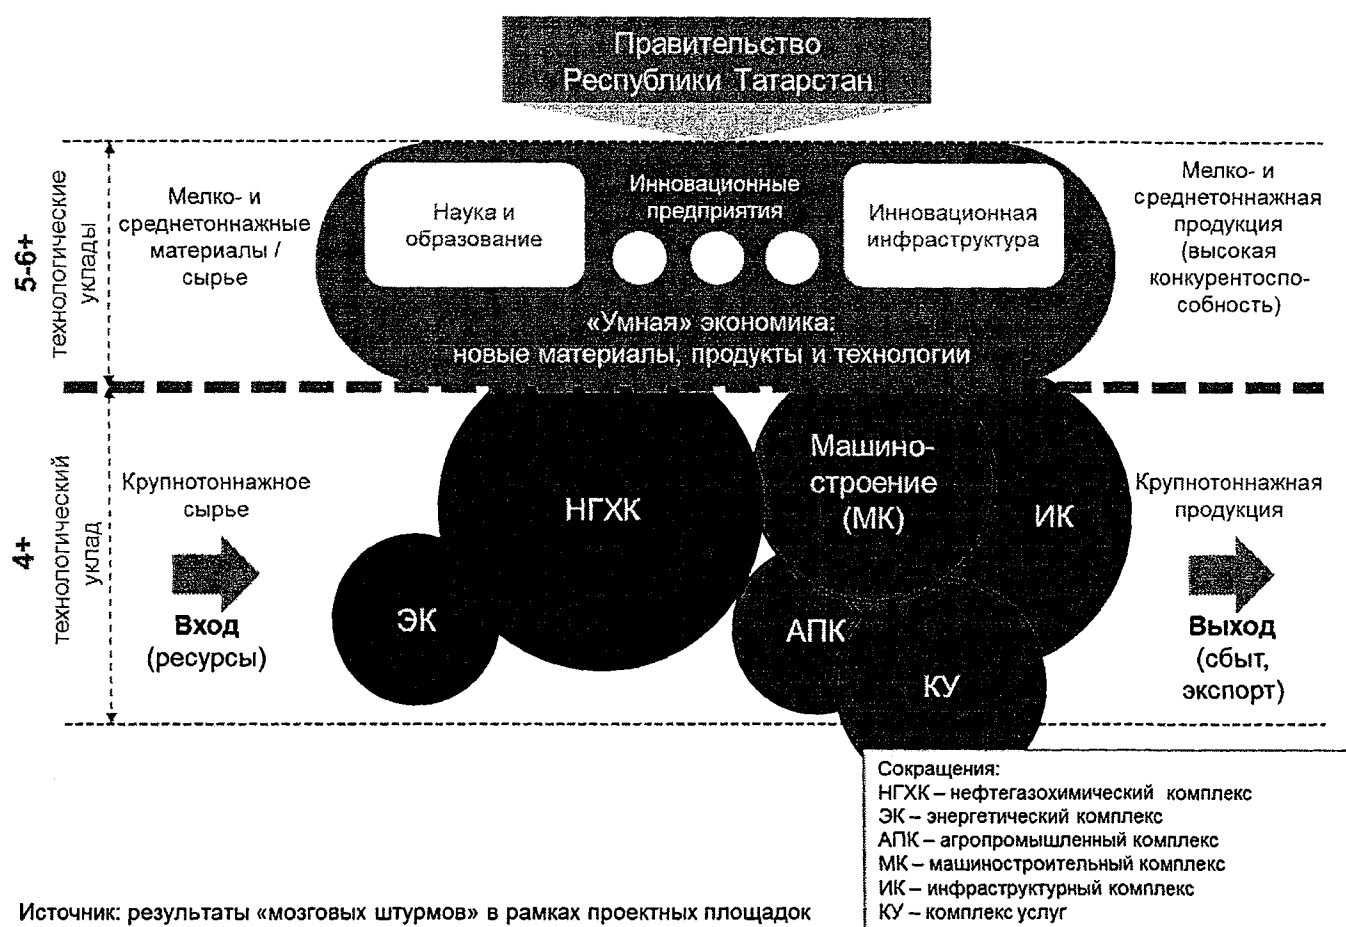 Правительство
Республики Татарстан
5-6+
технологические
уклады
Мелко- и
среднетоннажные
материалы /
сырье
Наука и
образование
Инновационные
предприятия
Инновационная
инфраструктура
Мелко- и
среднетоннажная
продукция
(высокая
конкурентоспо-
собность)
«Умная» экономика:
новые материалы, продукты и технологии
4+
технологический
уклад
Крупнотоннажное
сырье
Вход
(ресурсы)
ЭК
НГХК
Машино-
строение
(МК)
ИК
АПК
КУ
Крупнотоннажная
продукция
Выход
(сбыт,
экспорт)
Сокращения:
НГХК – нефтегазохимический комплекс
ЭК – энергетический комплекс
АПК – агропромышленный комплекс
МК – машиностроительный комплекс
ИК – инфраструктурный комплекс
КУ – комплекс услуг
Источник: результаты «мозговых штурмов» в рамках проектных площадок